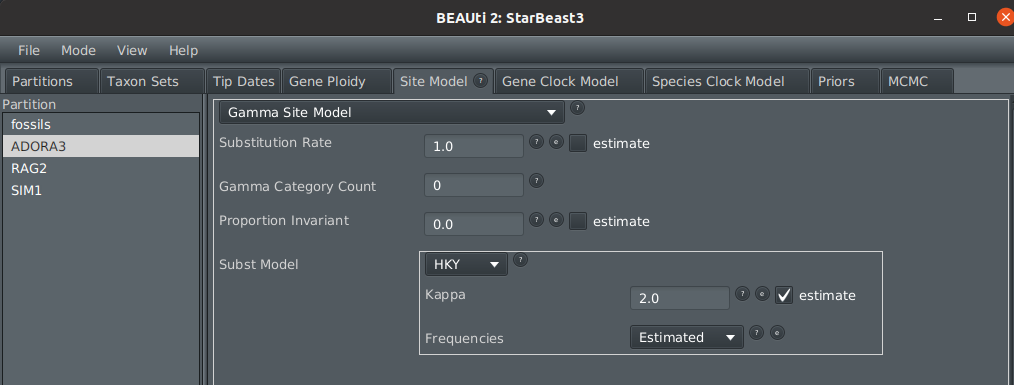 BEAUti 2: StarBeast3
File Mode View Help
Partitions Taxon Sets Tip Dates Gene Ploidy Site Model ? Gene Clock Model Species Clock Model Priors MCMC
Partition
fossils
ADORA3
RAG2
SIM1
Gamma Site Model ?
Substitution Rate 1.0 ? e estimate
Gamma Category Count 0 ?
Proportion Invariant 0.0 ? e estimate
Subst Model HKY ?
Kappa 2.0 ? e estimate
Frequencies Estimated ? e